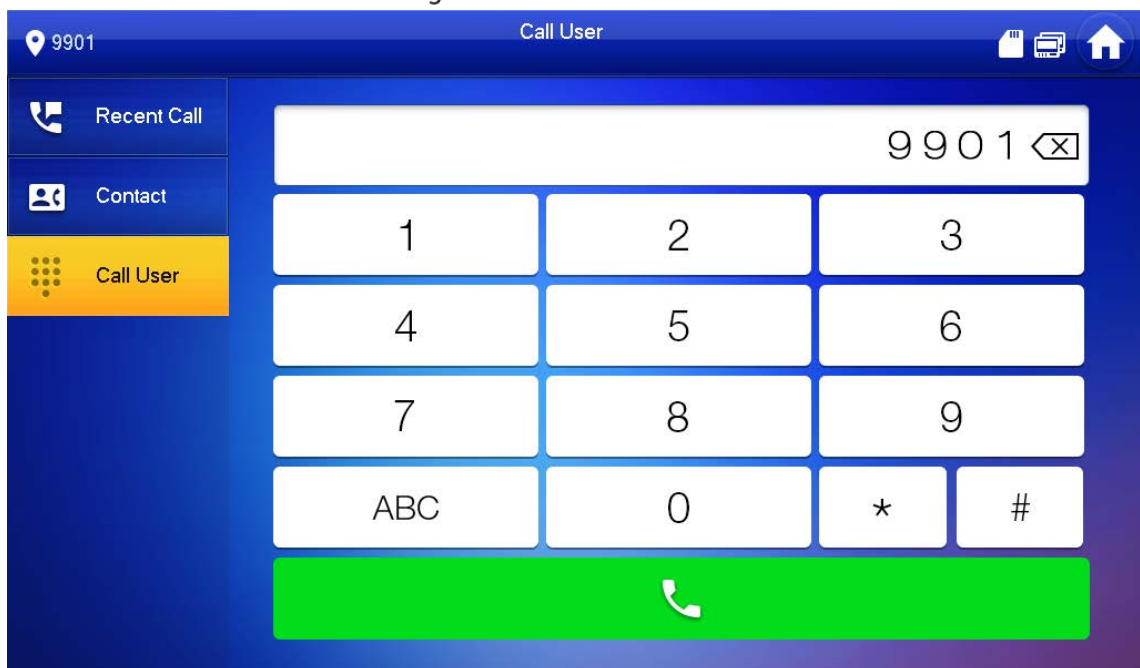 9901
Call User
Recent Call
Contact
Call User
9901
1 2 3
4 5 6
7 8 9
ABC 0 * #